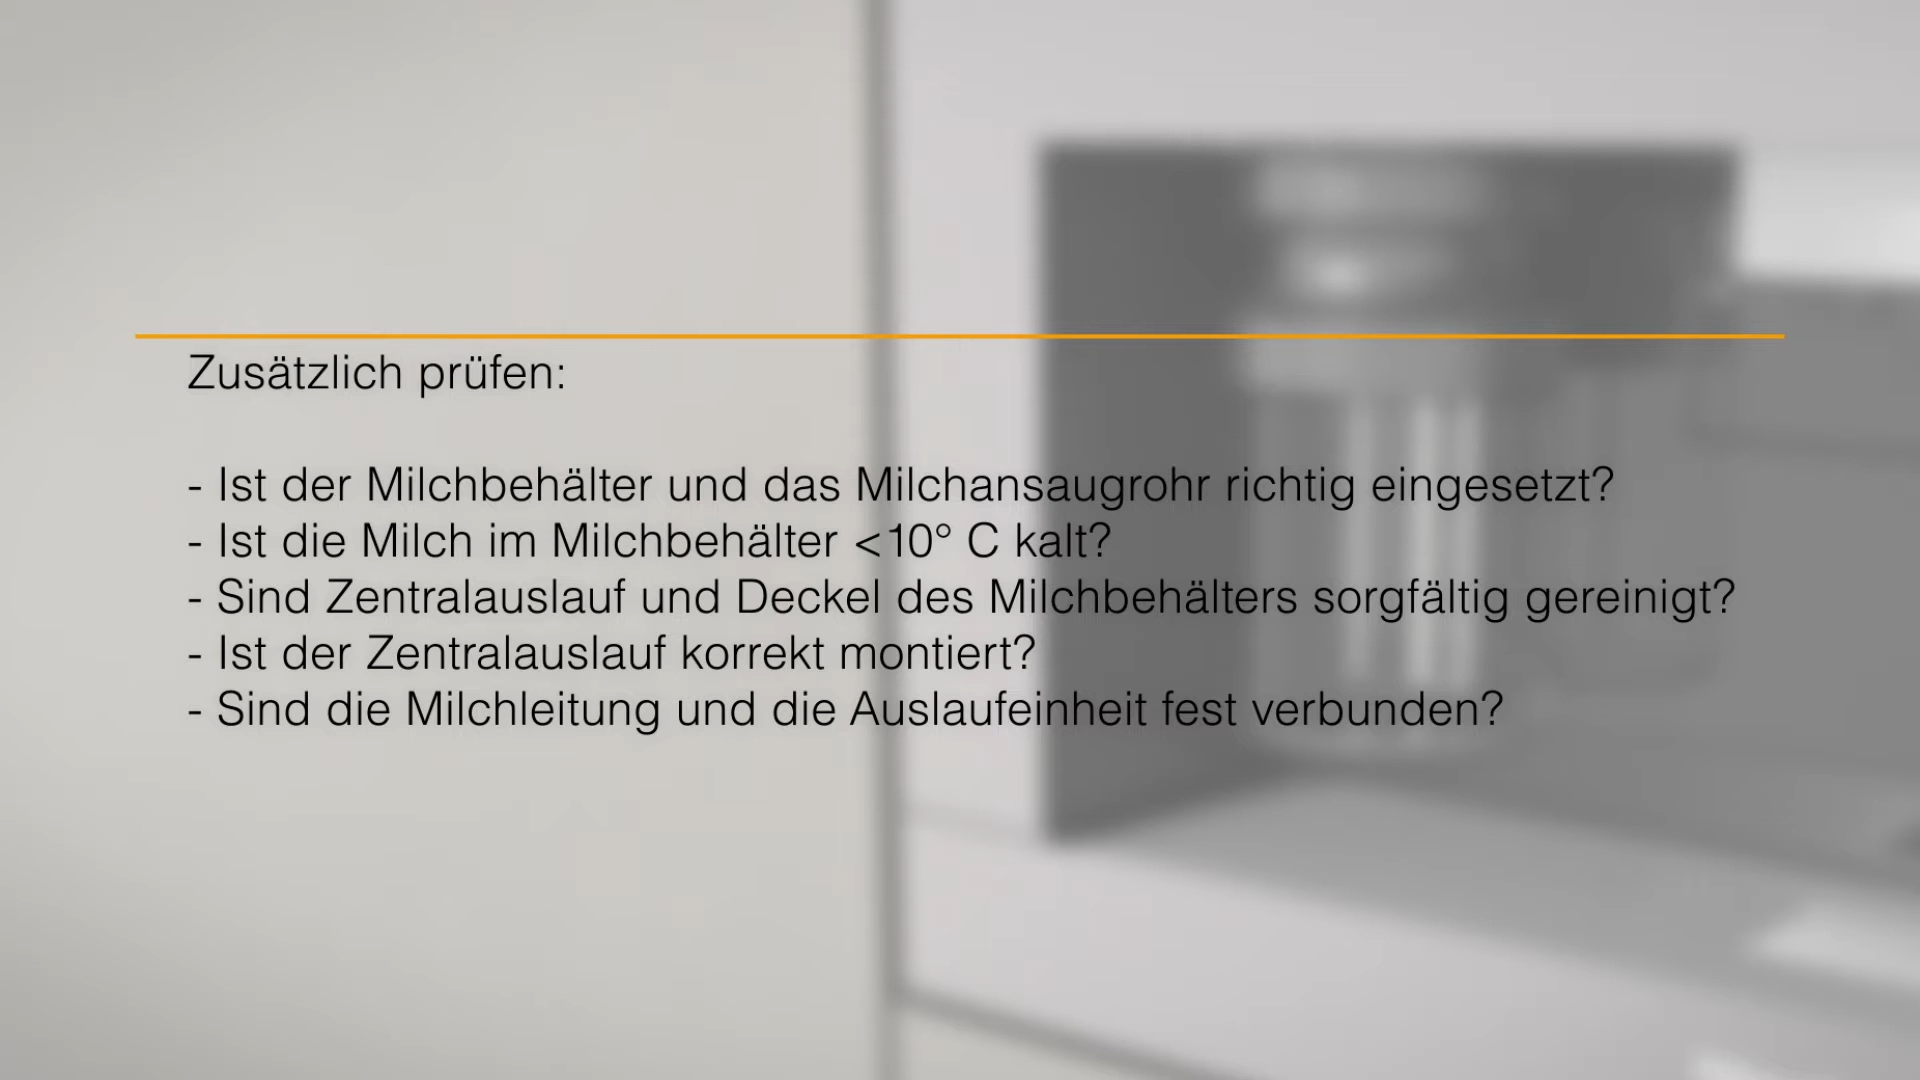 Zusätzlich prüfen:
- Ist der Milchbehälter und das Milchansaugrohr richtig eingesetzt?
- Ist die Milch im Milchbehälter <10° C kalt?
- Sind Zentralauslauf und Deckel des Milchbehälters sorgfältig gereinigt?
- Ist der Zentralauslauf korrekt montiert?
- Sind die Milchleitung und die Auslaufeinheit fest verbunden?